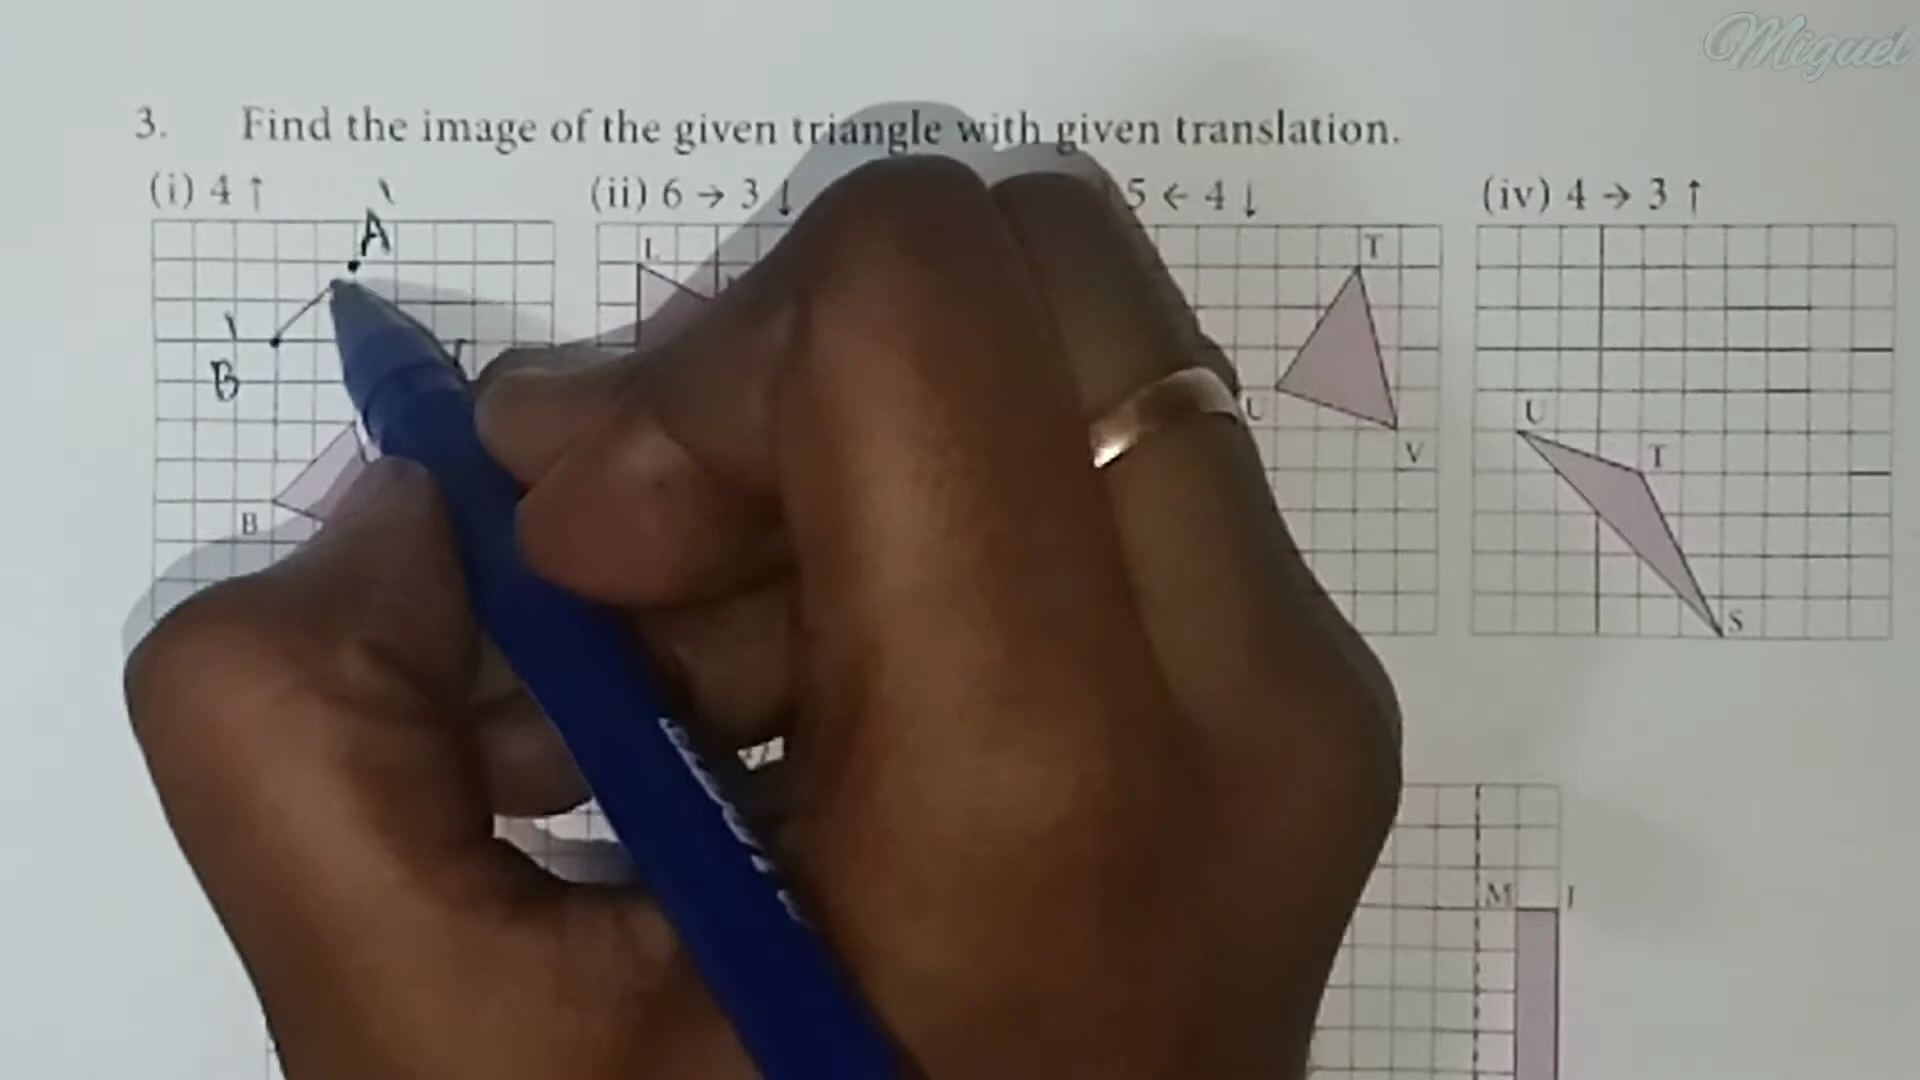 Miguel
3. Find the image of the given triangle with given translation.
(i) 4 ↑ (ii) 6 → 3 ↓ 5 ← 4 ↓ (iv) 4 → 3 ↑
A' L T
B' U U
B V T
S
M